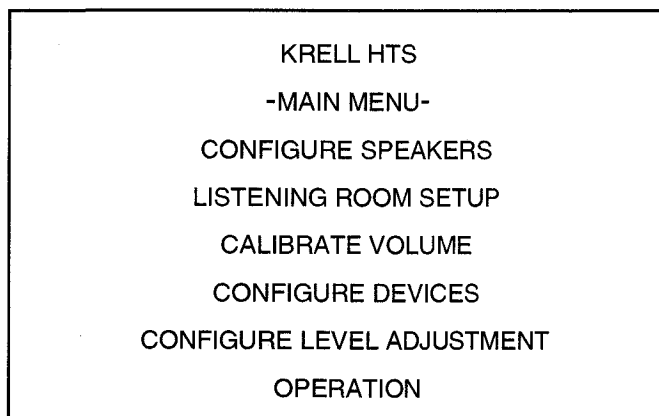 KRELL HTS
-MAIN MENU-
CONFIGURE SPEAKERS
LISTENING ROOM SETUP
CALIBRATE VOLUME
CONFIGURE DEVICES
CONFIGURE LEVEL ADJUSTMENT
OPERATION